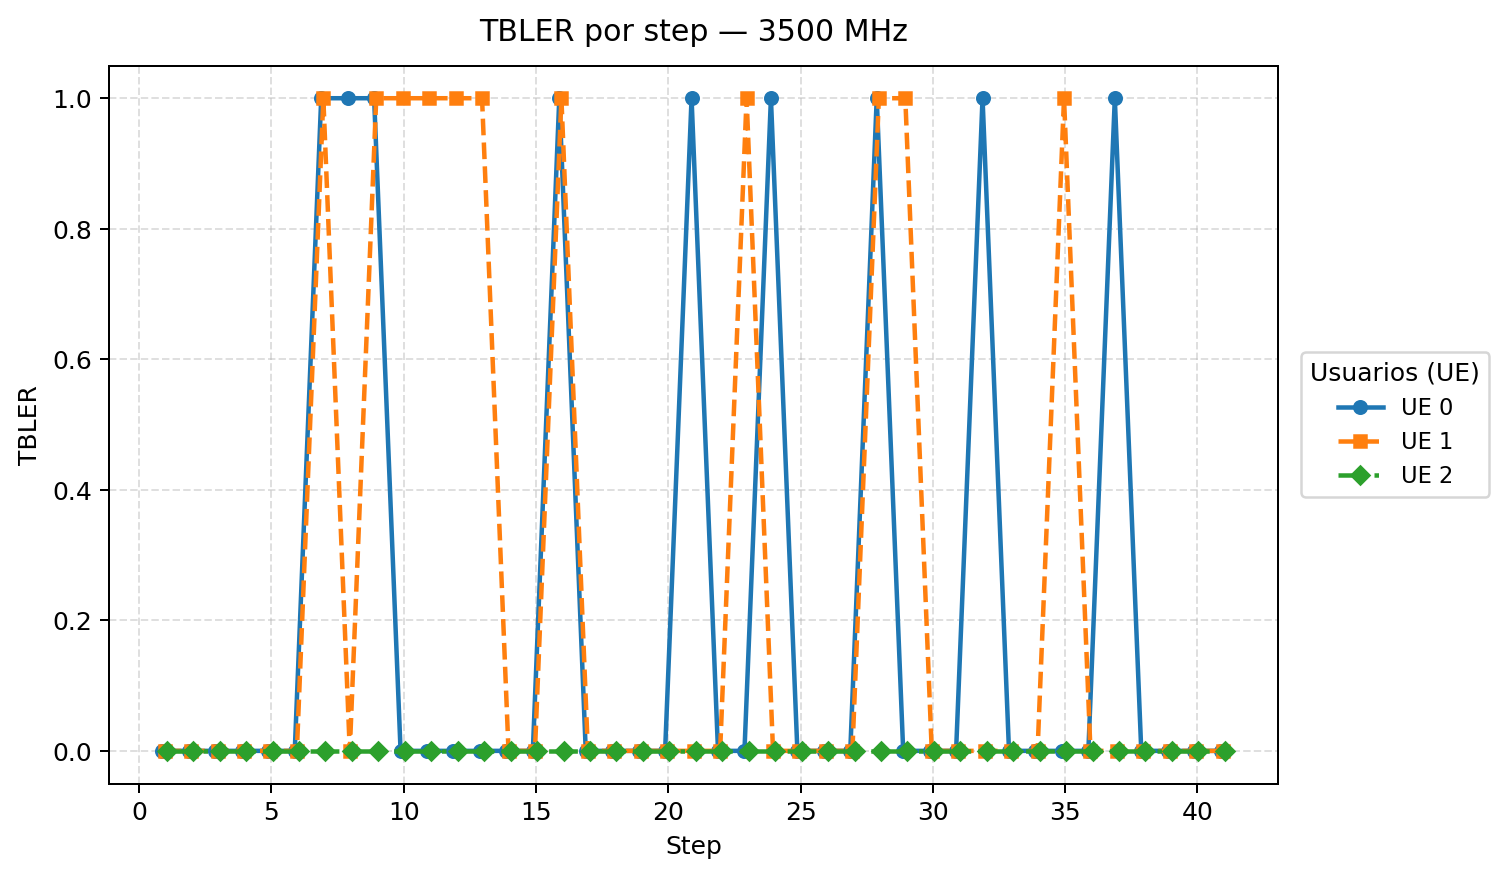 TBLER por step — 3500 MHz
1.0
0.8
0.6
0.4
0.2
0.0
TBLER
0 5 10 15 20 25 30 35 40
Step
Usuarios (UE)
UE 0
UE 1
UE 2